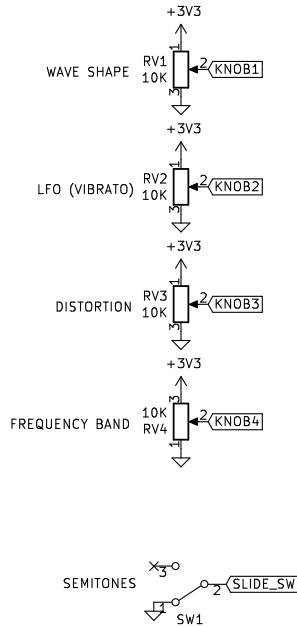 +3V3
1
WAVE SHAPE RV1 2 KNOB1
10K
3
+3V3
1
LFO (VIBRATO) RV2 2 KNOB2
10K
3
+3V3
1
DISTORTION RV3 2 KNOB3
10K
3
+3V3
3
10K 2 KNOB4
FREQUENCY BAND RV4
1
3
SEMITONES 2 SLIDE_SW
1
SW1